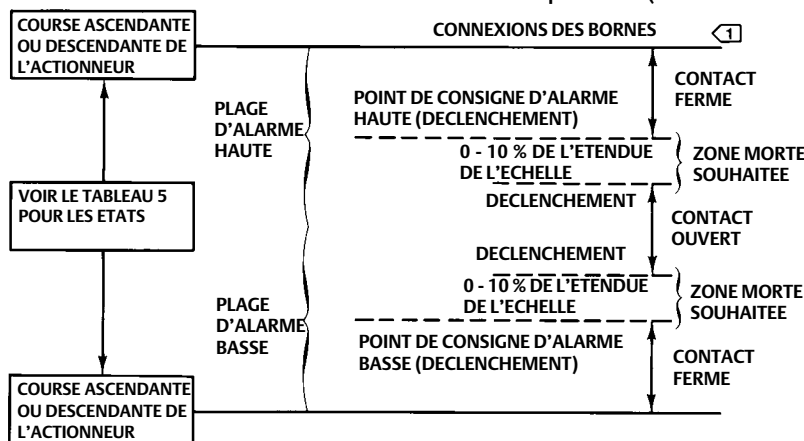 COURSE ASCENDANTE
OU DESCENDANTE DE
L'ACTIONNEUR
CONNEXIONS DES BORNES
1
CONTACT
FERME
PLAGE
D'ALARME
HAUTE
POINT DE CONSIGNE D'ALARME
HAUTE (DECLENCHEMENT)
0 - 10 % DE L'ETENDUE
DE L'ECHELLE
ZONE MORTE
SOUHAITEE
DECLENCHEMENT
VOIR LE TABLEAU 5
POUR LES ETATS
CONTACT
OUVERT
DECLENCHEMENT
0 - 10 % DE L'ETENDUE
DE L'ECHELLE
ZONE MORTE
SOUHAITEE
PLAGE
D'ALARME
BASSE
POINT DE CONSIGNE D'ALARME
BASSE (DECLENCHEMENT)
CONTACT
FERME
COURSE ASCENDANTE
OU DESCENDANTE DE
L'ACTIONNEUR